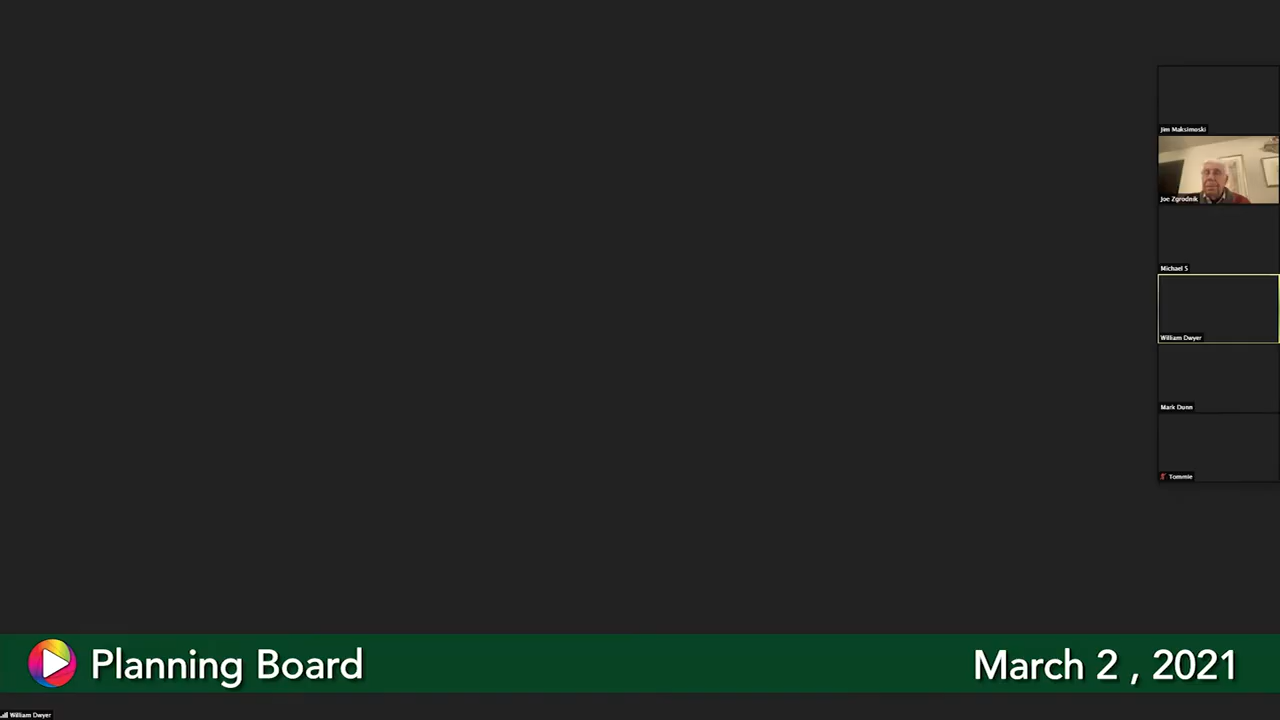 Jim Maksimoski
Joe Zgrodnik
Michael S
William Dwyer
Mark Dunn
Tommie
Planning Board
March 2 , 2021
William Dwyer